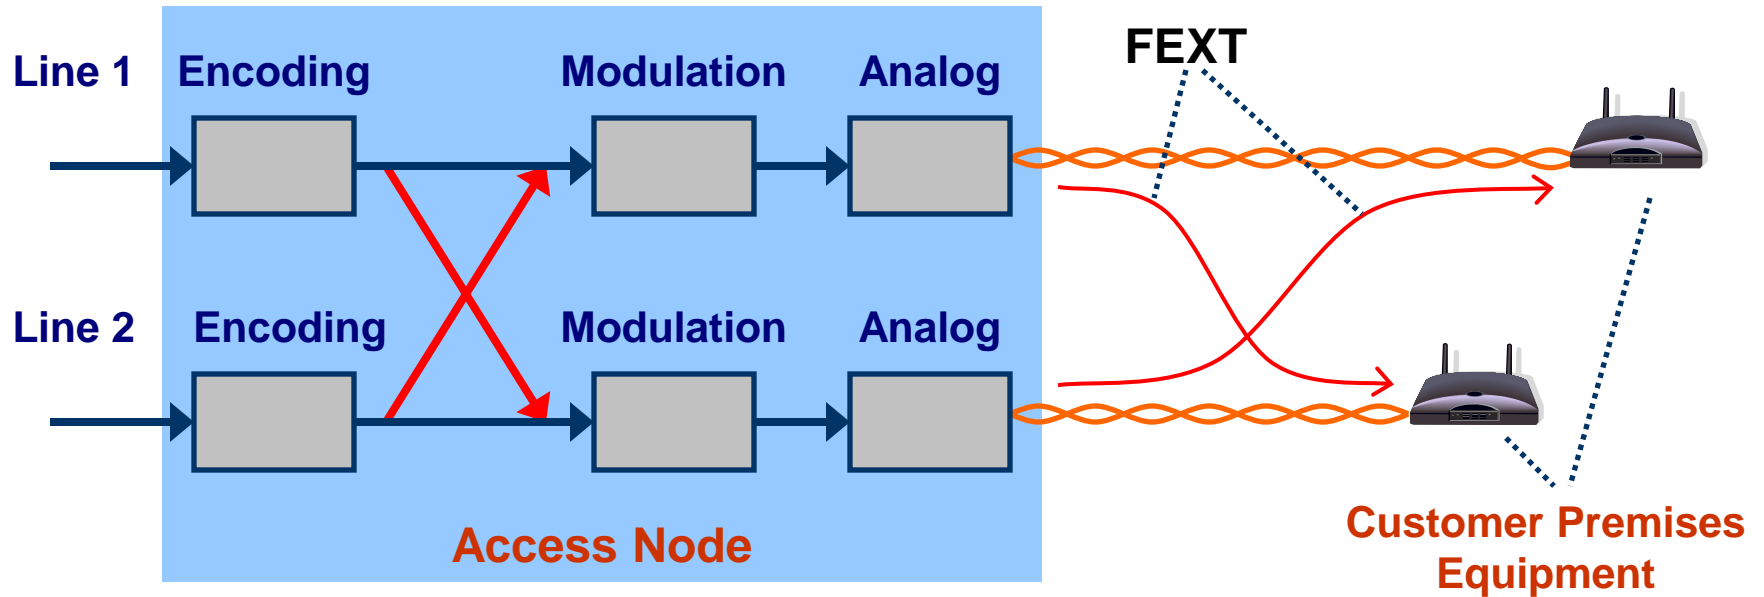 FEXT
Line 1 Encoding Modulation Analog
Line 2 Encoding Modulation Analog
Access Node
Customer Premises
Equipment